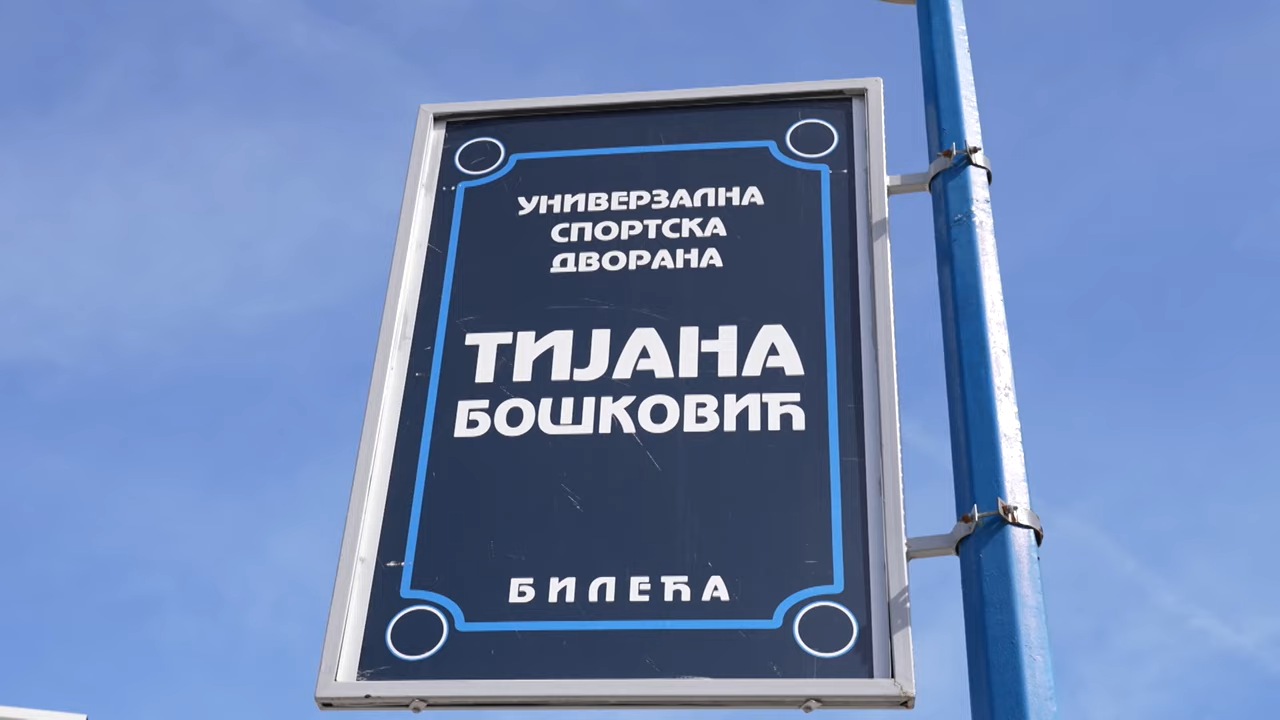 УНИВЕРЗАЛНА
СПОРТСКА
ДВОРАНА
ТИЈАНА
БОШКОВИЋ
БИЛЕЋА